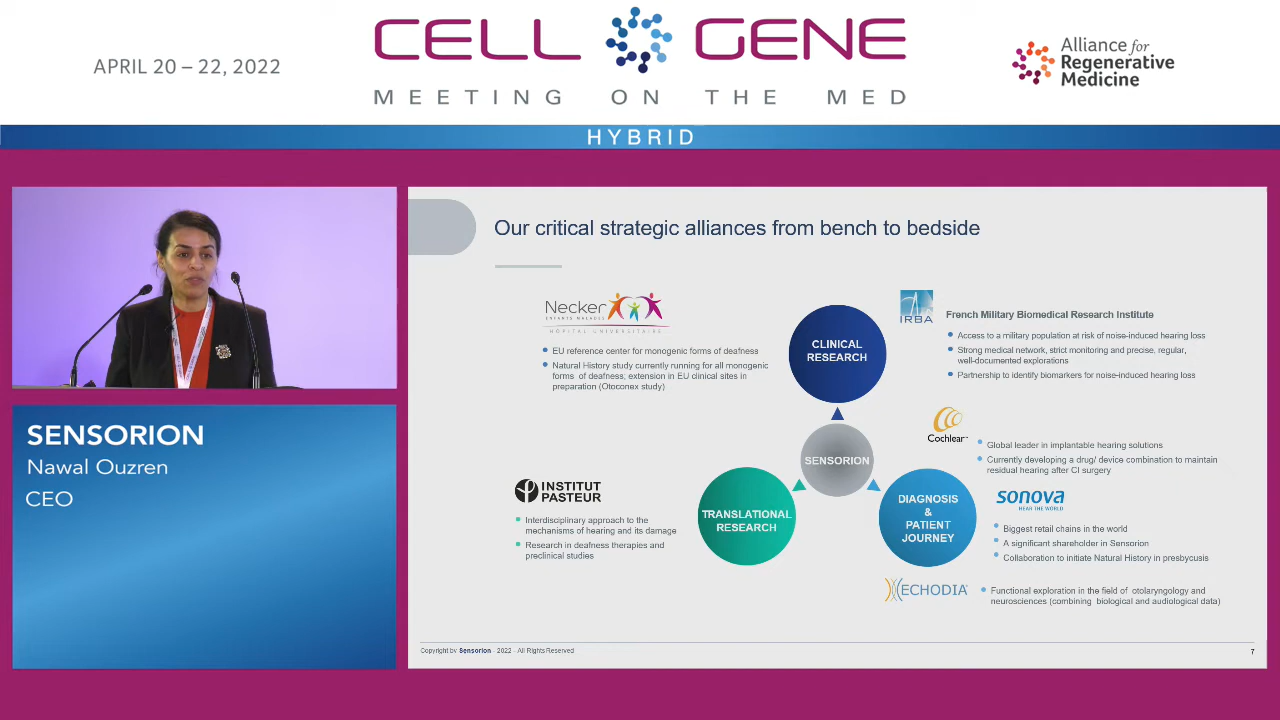 APRIL 20 – 22, 2022
CELL GENE
MEETING ON THE MED
Alliance for
Regenerative
Medicine
HYBRID
SENSORION
Nawal Ouzren
CEO
Our critical strategic alliances from bench to bedside
Necker
ENFANTS MALADES
HÔPITAL UNIVERSITAIRE
EU reference center for monogenic forms of deafness
Natural History study currently running for all monogenic
forms of deafness; extension in EU clinical sites in
preparation (Otoconex study)
CLINICAL
RESEARCH
IRBA
French Military Biomedical Research Institute
Access to a military population at risk of noise-induced hearing loss
Strong medical network, strict monitoring and precise, regular,
well-documented explorations
Partnership to identify biomarkers for noise-induced hearing loss
Cochlear
Global leader in implantable hearing solutions
Currently developing a drug/ device combination to maintain
residual hearing after CI surgery
SENSORION
INSTITUT
PASTEUR
Interdisciplinary approach to the
mechanisms of hearing and its damage
Research in deafness therapies and
preclinical studies
TRANSLATIONAL
RESEARCH
DIAGNOSIS
&
PATIENT
JOURNEY
sonova
HEAR THE WORLD
Biggest retail chains in the world
A significant shareholder in Sensorion
Collaboration to initiate Natural History in presbycusis
ECHODIA
Functional exploration in the field of otolaryngology and
neurosciences (combining biological and audiological data)
Copyright by Sensorion - 2022 - All Rights Reserved
7